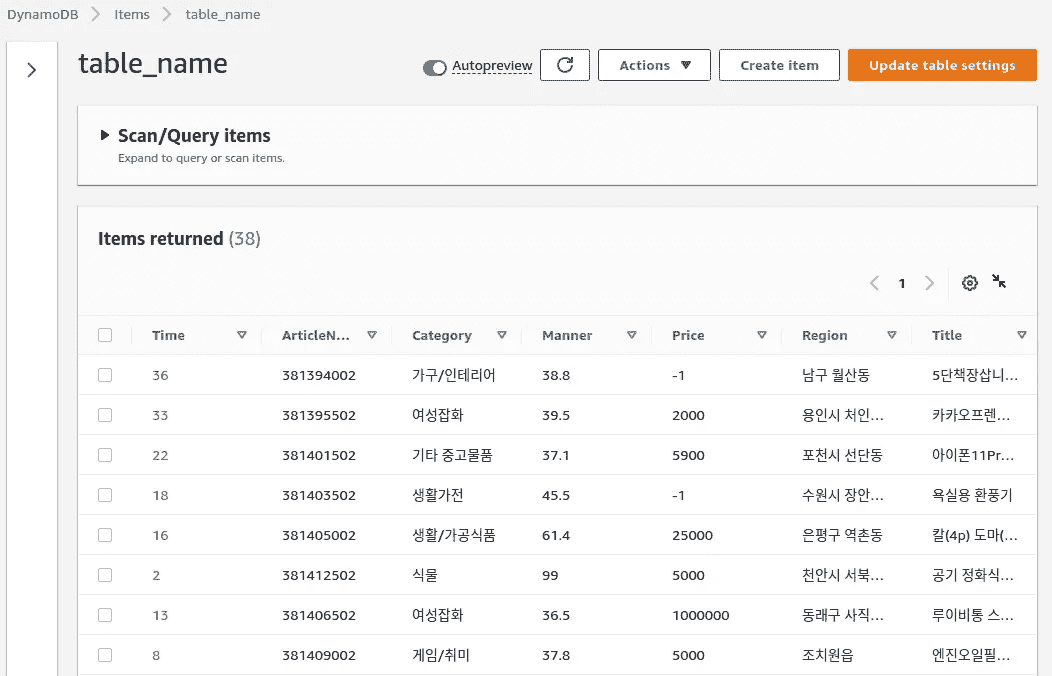 DynamoDB > Items > table_name
table_name
Autopreview
Actions ▼
Create item
Update table settings
Scan/Query items
Expand to query or scan items.
Items returned (38)
1
Time ArticleN... Category Manner Price Region Title
36 381394002 가구/인테리어 38.8 -1 남구 월산동 5단책장삽니...
33 381395502 여성잡화 39.5 2000 용인시 처인... 카카오프렌...
22 381401502 기타 중고물품 37.1 5900 포천시 선단동 아이폰11Pr...
18 381403502 생활가전 45.5 -1 수원시 장안... 욕실용 환풍기
16 381405002 생활/가공식품 61.4 25000 은평구 역촌동 칼(4p) 도마(...
2 381412502 식물 99 5000 천안시 서북... 공기 정화식...
13 381406502 여성잡화 36.5 1000000 동래구 사직... 루이비통 스...
8 381409002 게임/취미 37.8 5000 조치원읍 엔진오일필...